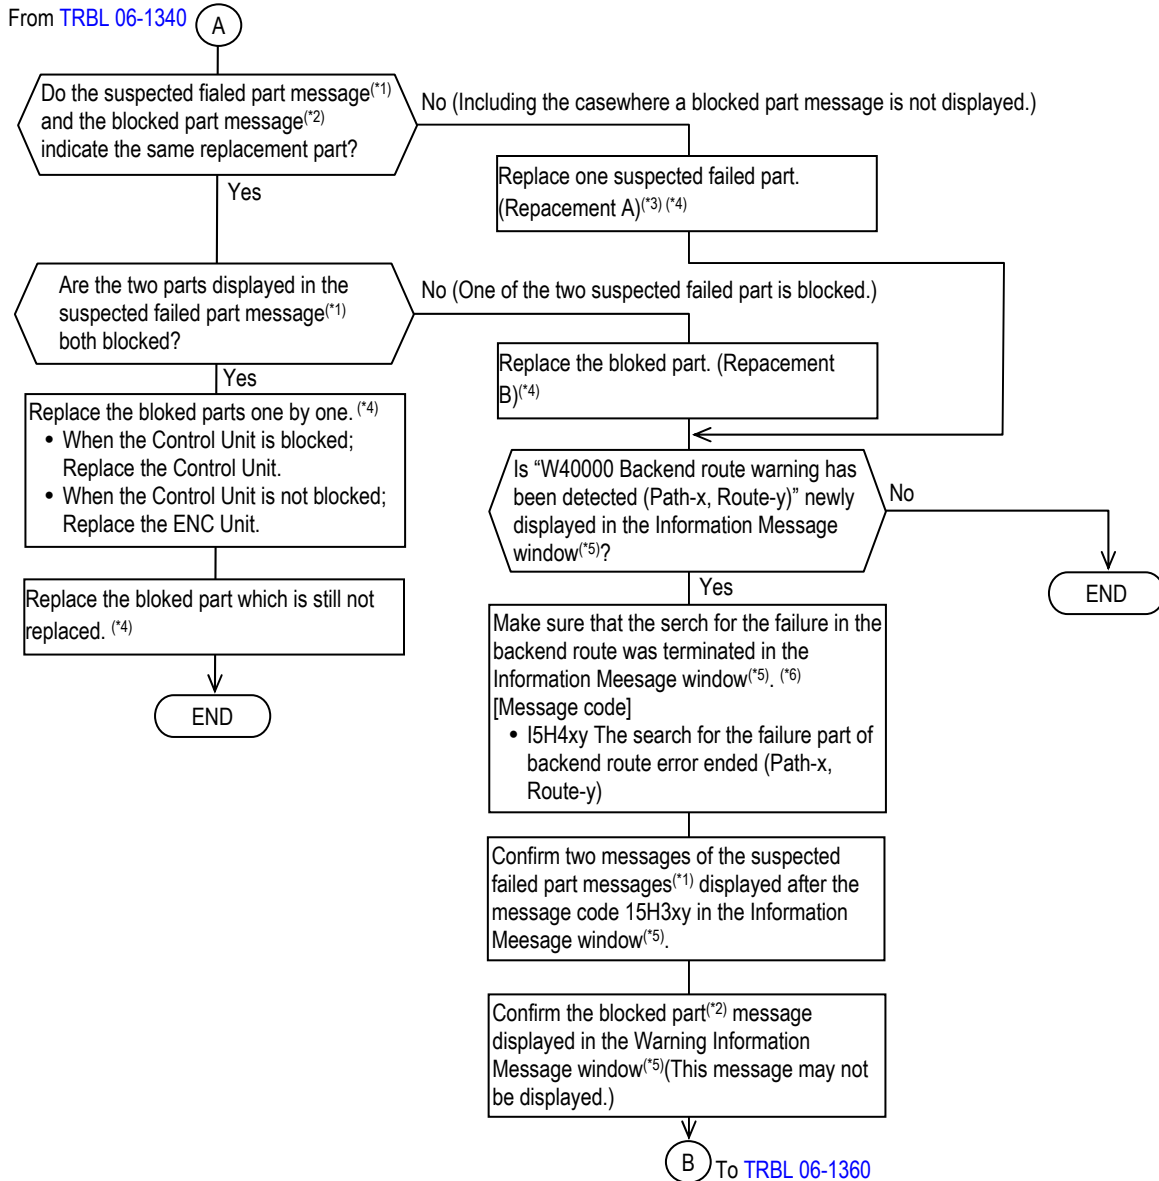 From TRBL 06-1340
A
Do the suspected fialed part message(*1)
and the blocked part message(*2)
indicate the same replacement part?
No (Including the casewhere a blocked part message is not displayed.)
Yes
Replace one suspected failed part.
(Repacement A)(*3) (*4)
Are the two parts displayed in the
suspected failed part message(*1)
both blocked?
No (One of the two suspected failed part is blocked.)
Yes
Replace the bloked part. (Repacement
B)(*4)
Replace the bloked parts one by one. (*4)
• When the Control Unit is blocked;
Replace the Control Unit.
• When the Control Unit is not blocked;
Replace the ENC Unit.
Replace the bloked part which is still not
replaced. (*4)
END
Is “W40000 Backend route warning has
been detected (Path-x, Route-y)” newly
displayed in the Information Message
window(*5)?
No
END
Yes
Make sure that the serch for the failure in the
backend route was terminated in the
Information Meesage window(*5). (*6)
[Message code]
• I5H4xy The search for the failure part of
backend route error ended (Path-x,
Route-y)
Confirm two messages of the suspected
failed part messages(*1) displayed after the
message code 15H3xy in the Information
Meesage window(*5).
Confirm the blocked part(*2) message
displayed in the Warning Information
Message window(*5)(This message may not
be displayed.)
B
To TRBL 06-1360